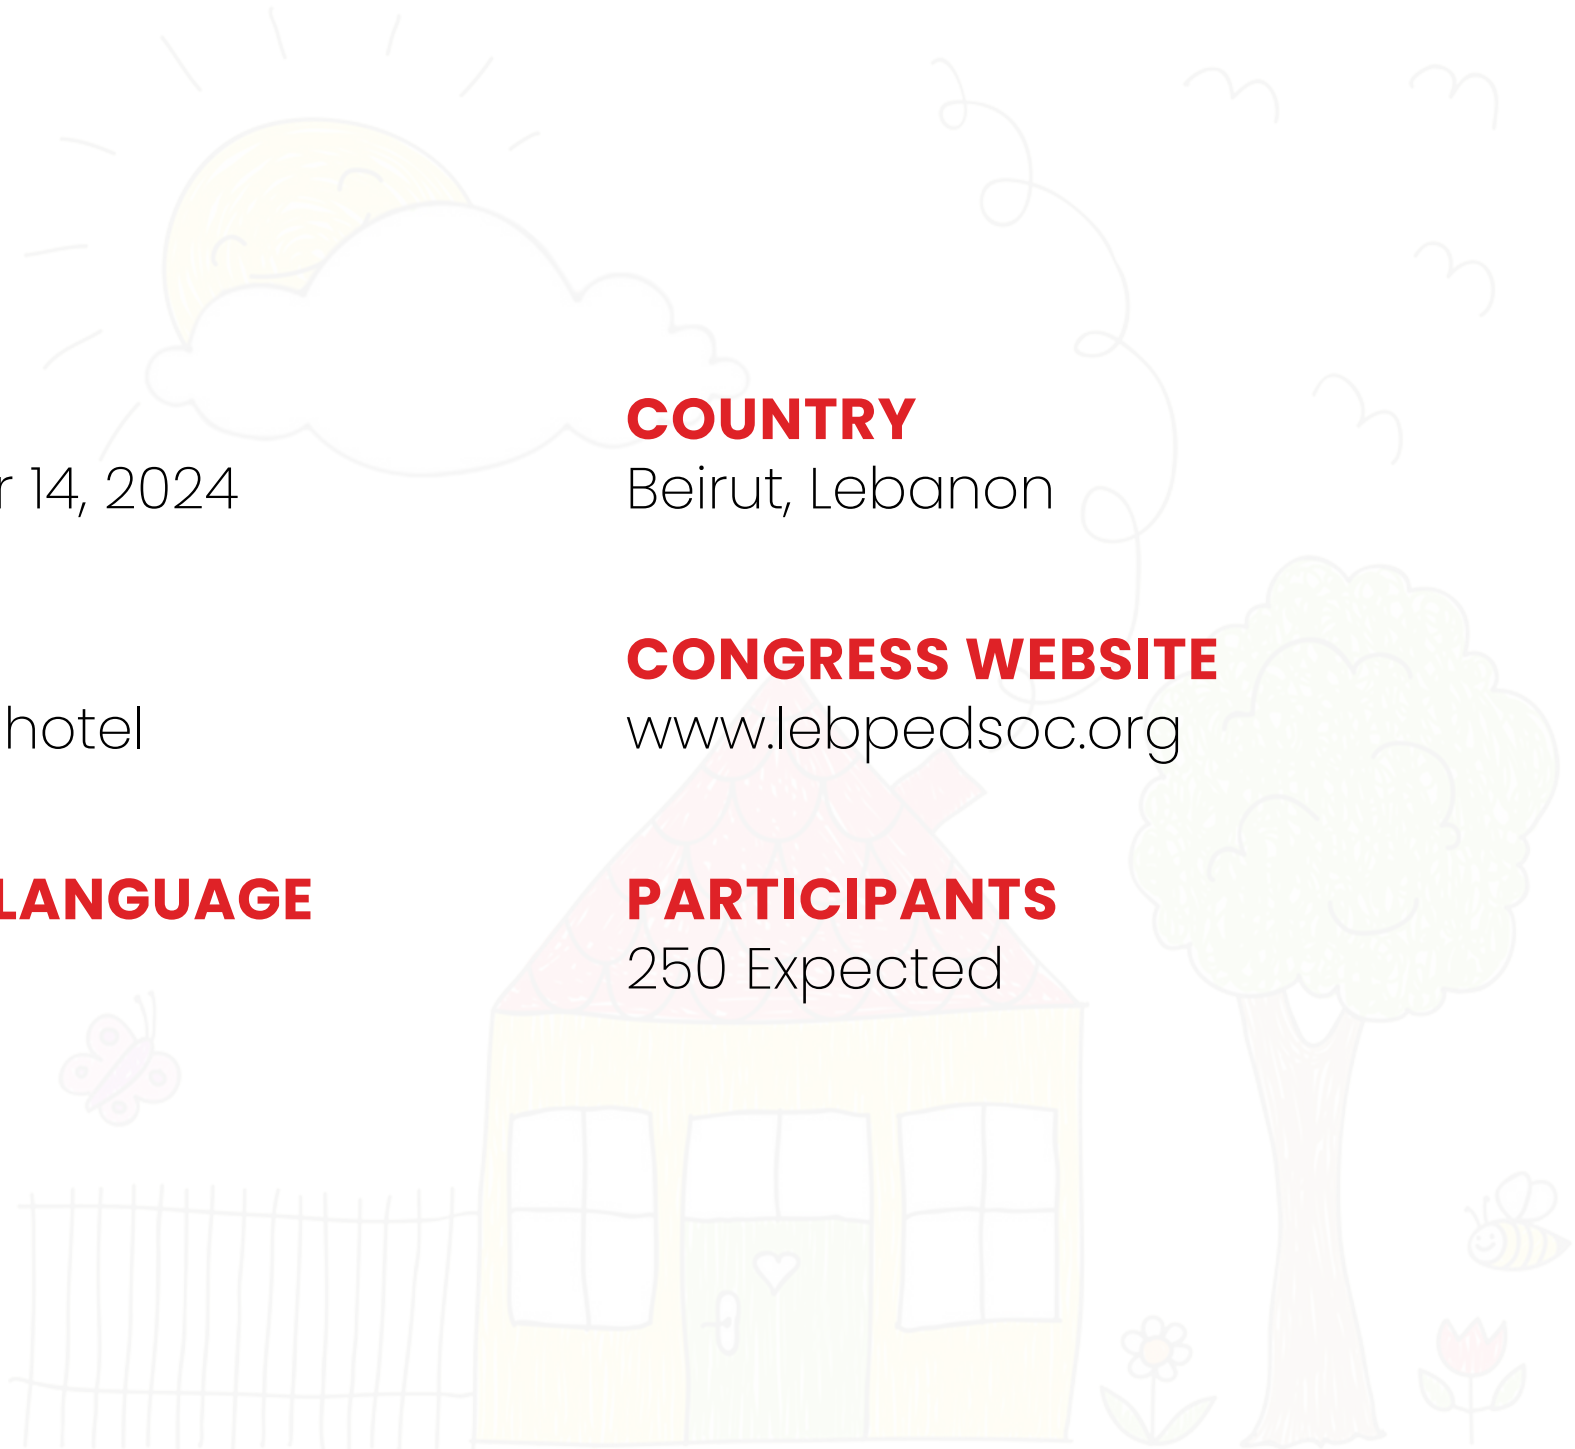 COUNTRY
r 14, 2024
Beirut, Lebanon
CONGRESS WEBSITE
hotel
www.lebpedsoc.org
LANGUAGE
PARTICIPANTS
250 Expected